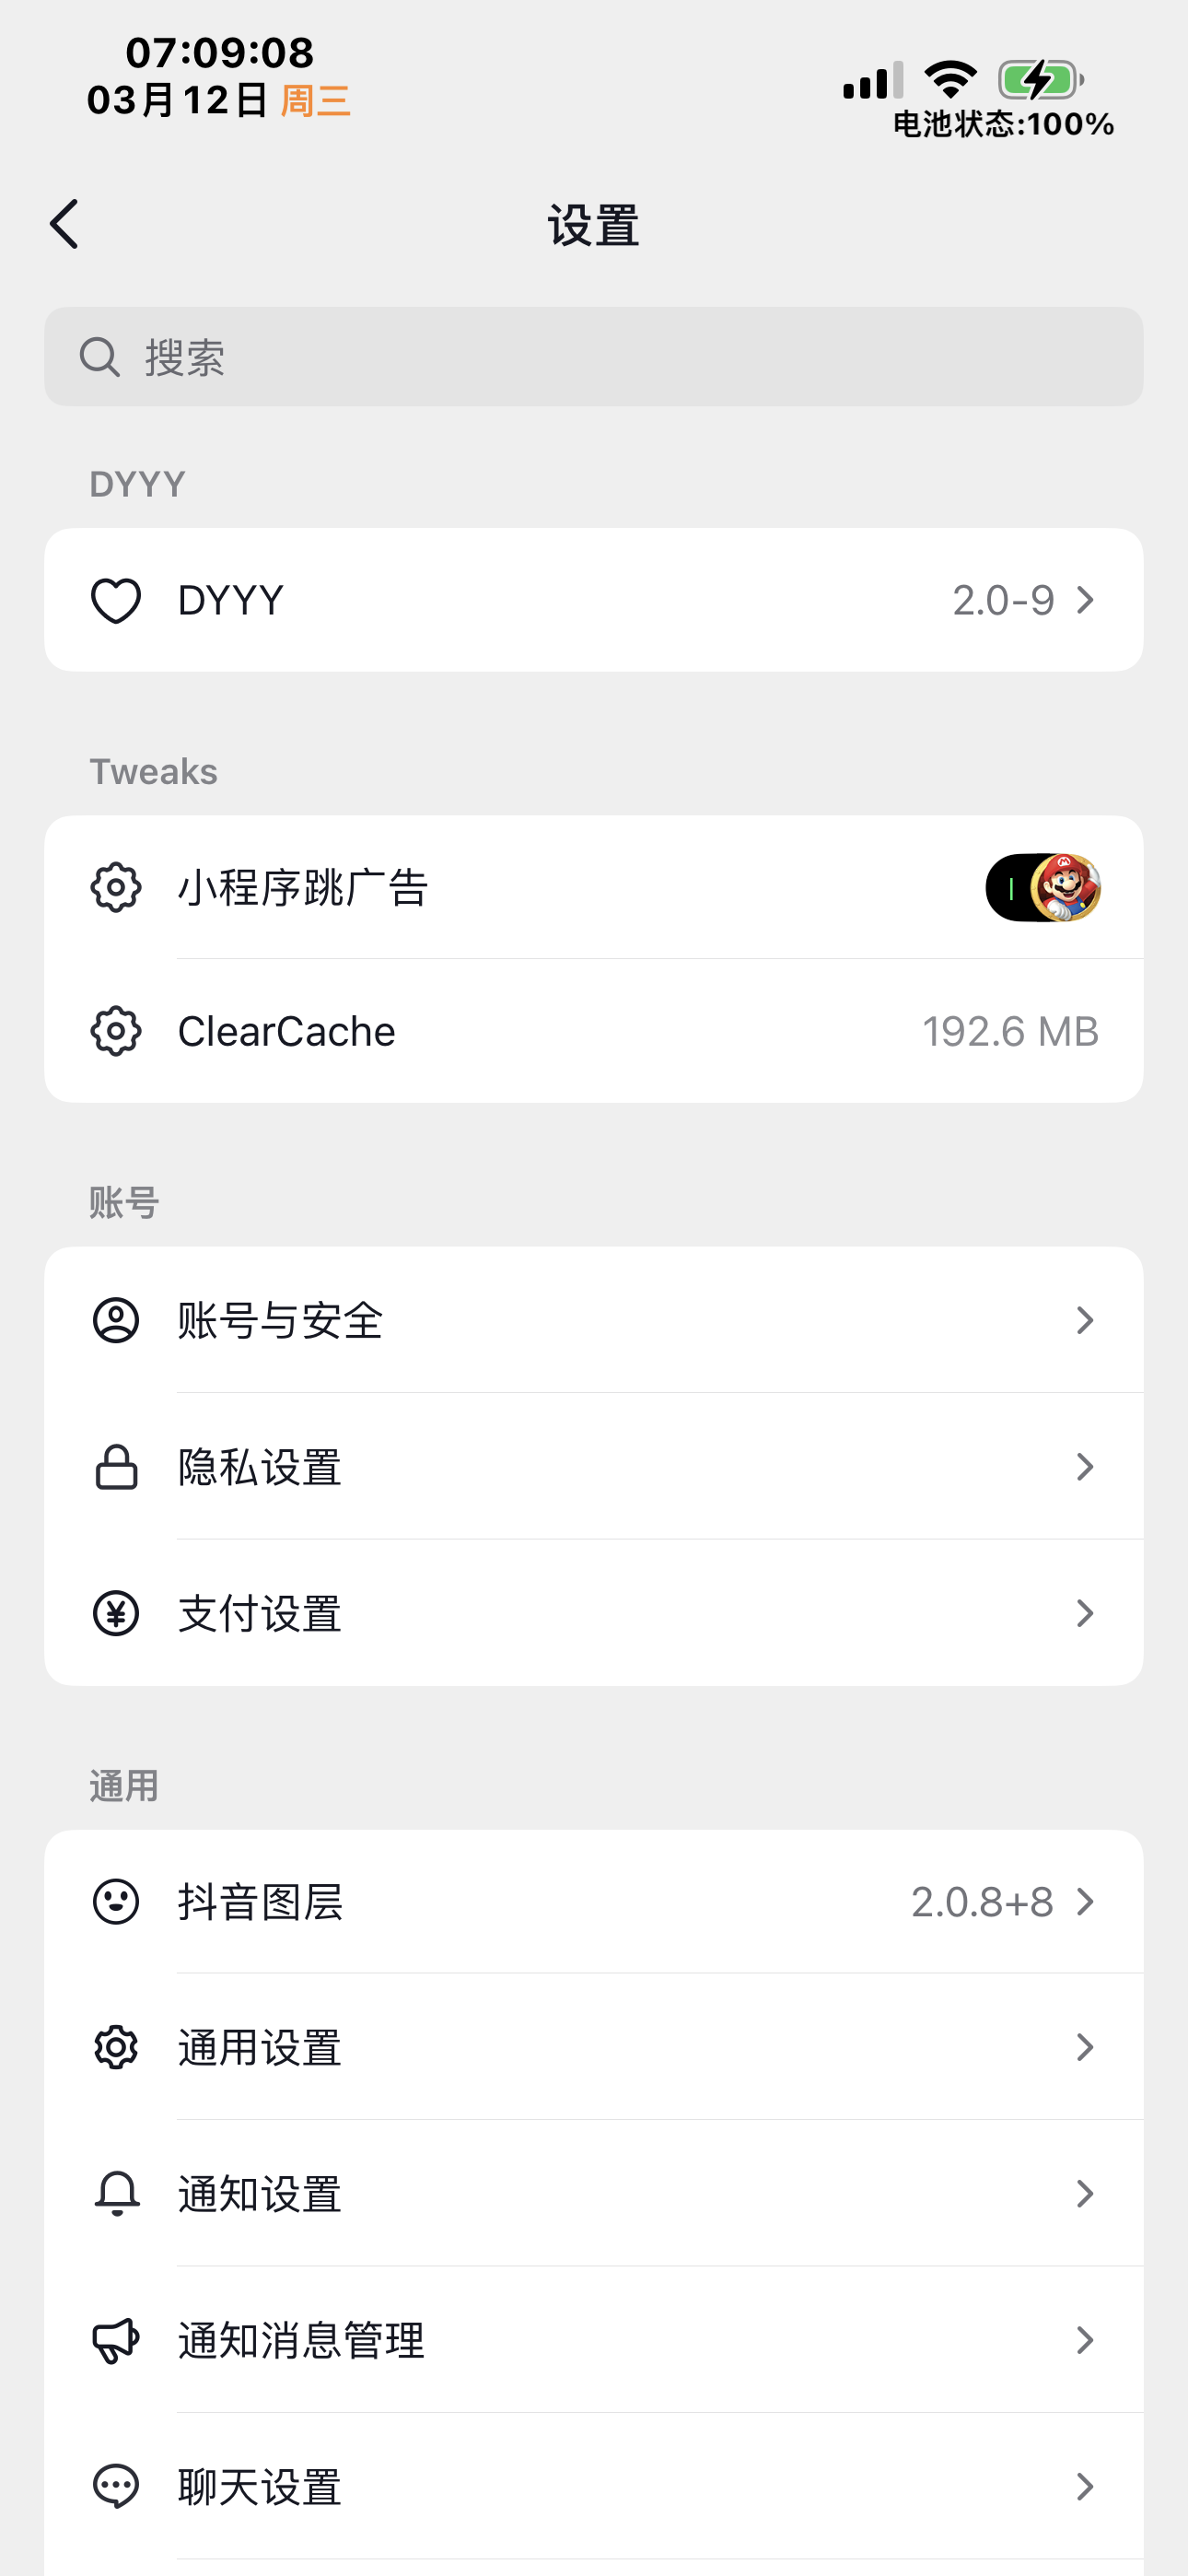 07:09:08
03月12日 周三
电池状态:100%
设置
搜索
DYYY
DYYY 2.0-9
Tweaks
小程序跳广告
ClearCache 192.6 MB
账号
账号与安全
隐私设置
支付设置
通用
抖音图层 2.0.8+8
通用设置
通知设置
通知消息管理
聊天设置